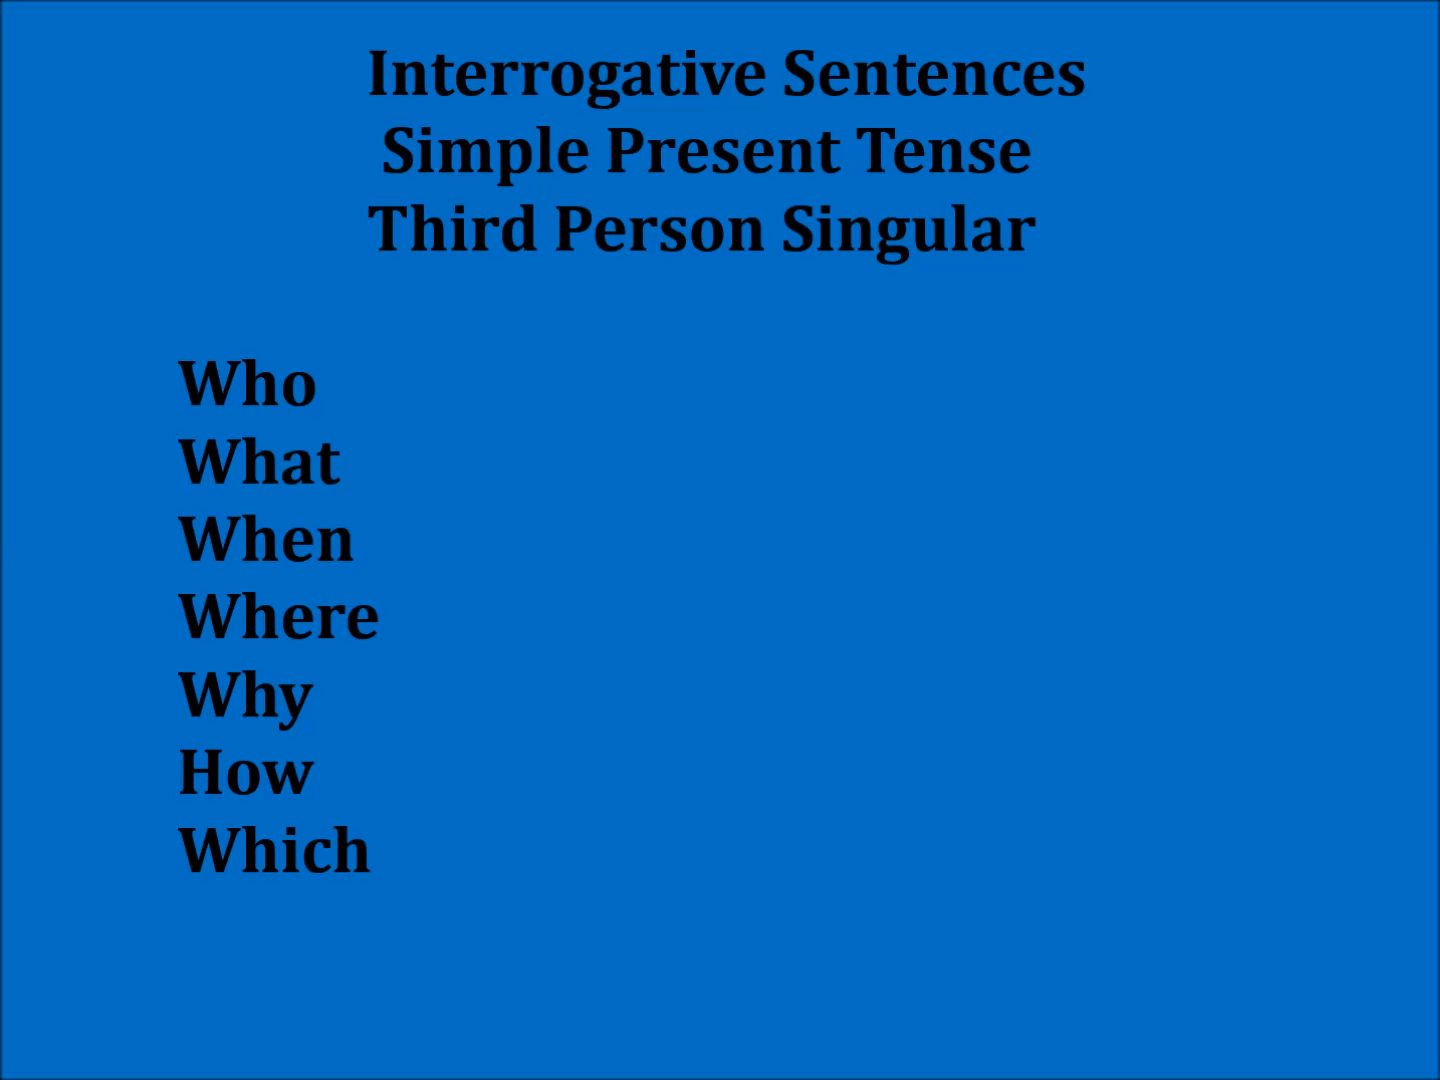 Interrogative Sentences
Simple Present Tense
Third Person Singular
Who
What
When
Where
Why
How
Which